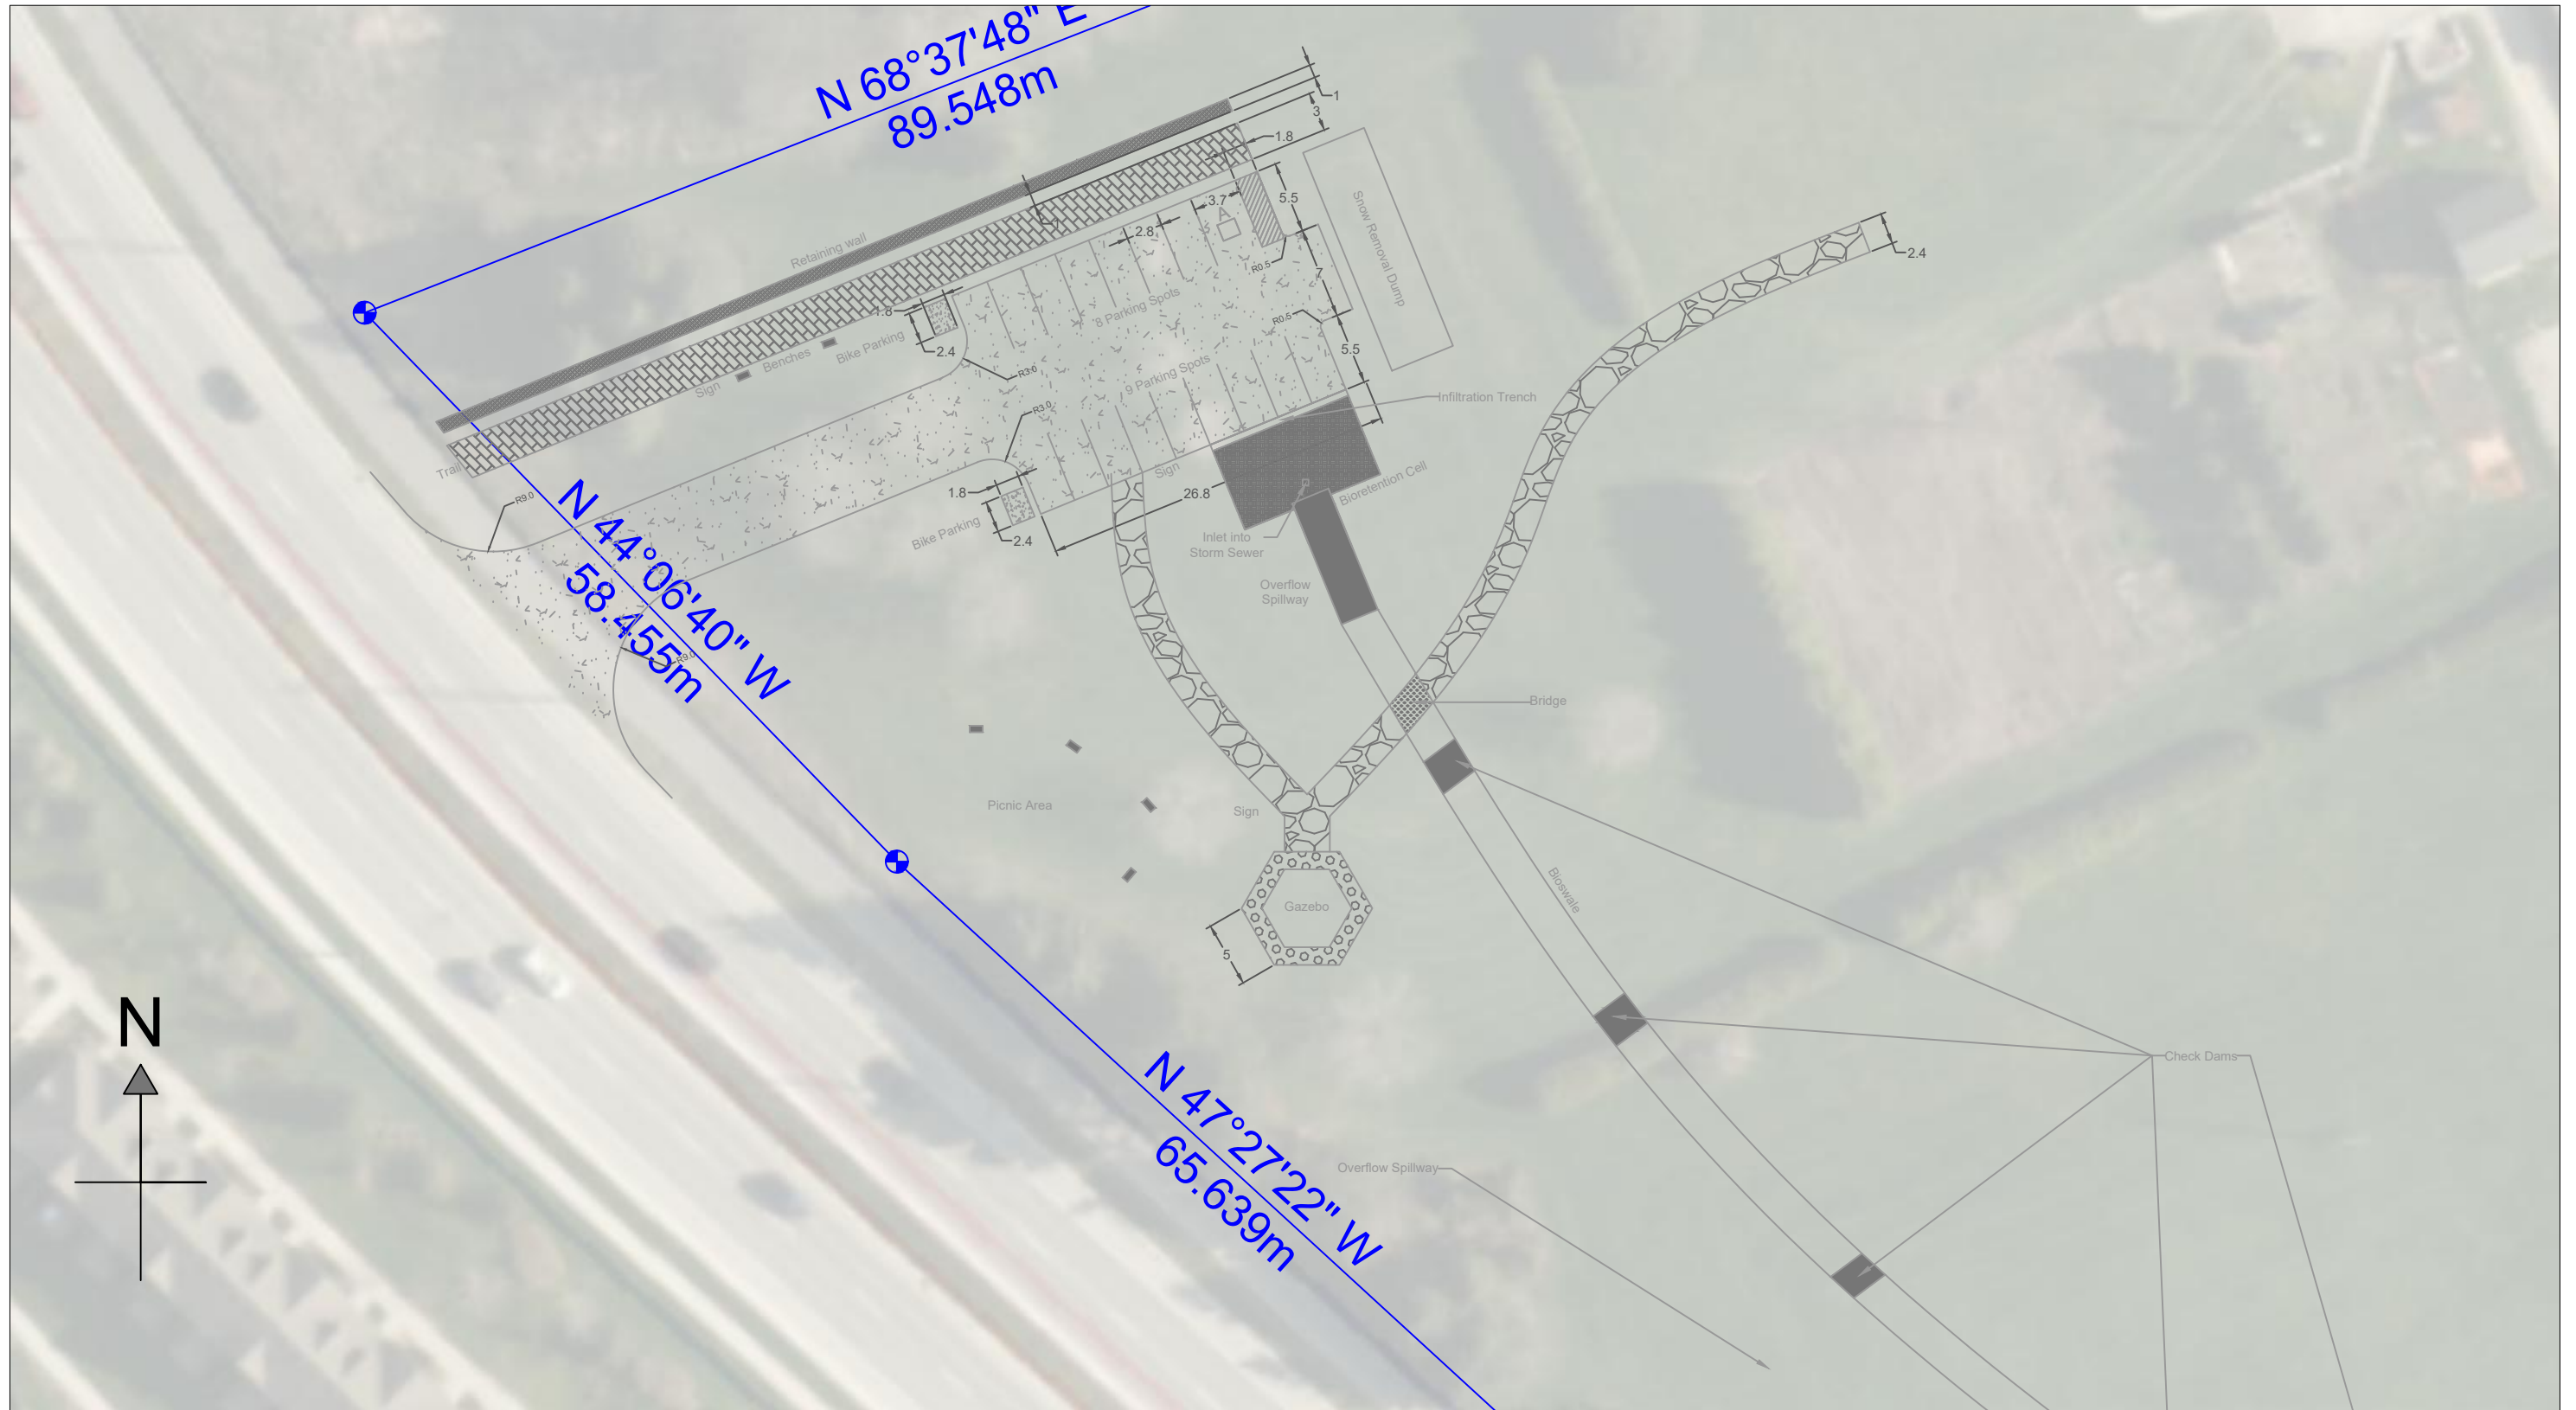 N 68°37'48" E
89.548m
1
3
1.8
5.5
3.7
A
2.8
1
Snow Removal Dump
Retaining wall
R0.5
7
8 Parking Spots
1.8
2.4
Bike Parking
Benches
Sign
R0.5
5.5
R3.0
9 Parking Spots
Infiltration Trench
R3.0
Trail
Sign
Bioretention Cell
1.8
26.8
R9.0
2.4
Bike Parking
Inlet into
Storm Sewer
Overflow
Spillway
2.4
N 44°06'40" W
58.455m
R9.0
Bridge
Picnic Area
Sign
Gazebo
5
Bioswale
N
Check Dams
N 47°27'22" W
65.639m
Overflow Spillway